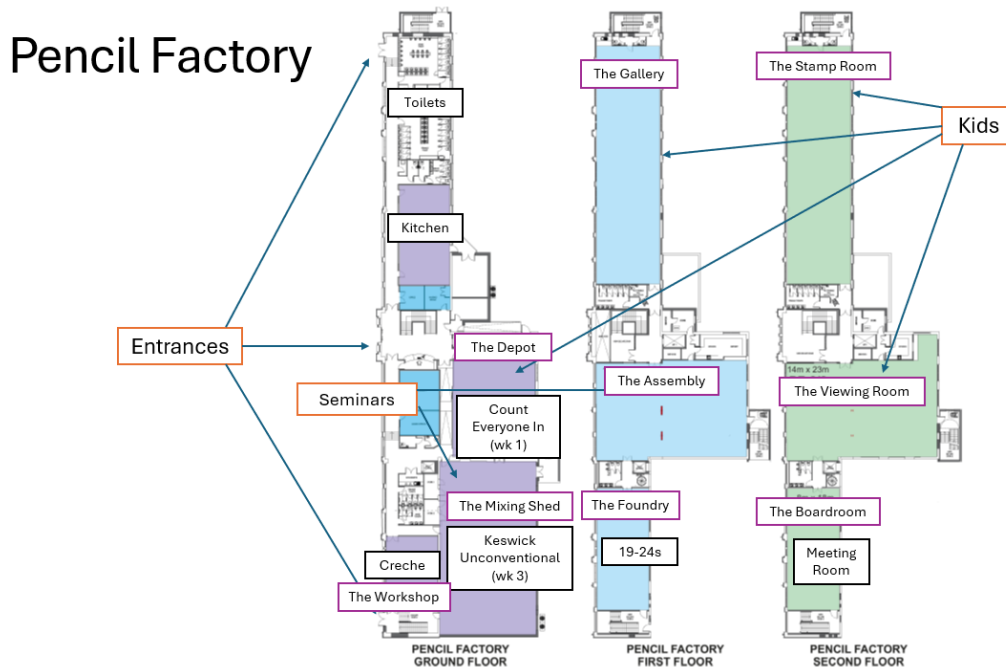 Pencil Factory
The Gallery
The Stamp Room
Toilets
Kids
Kitchen
Entrances
The Depot
14m x 23m
The Assembly
The Viewing Room
Seminars
Count
Everyone In
(wk 1)
The Mixing Shed
The Foundry
The Boardroom
Keswick
Unconventional
(wk 3)
19-24s
Meeting
Room
Creche
The Workshop
PENCIL FACTORY
GROUND FLOOR
PENCIL FACTORY
FIRST FLOOR
PENCIL FACTORY
SECOND FLOOR